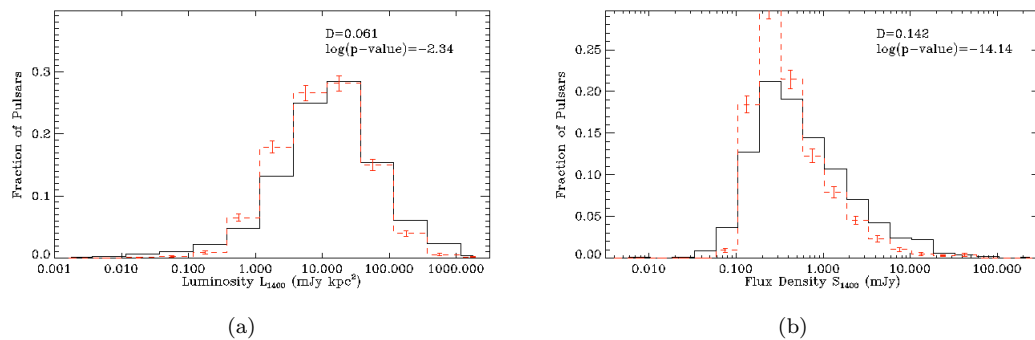 D=0.061
log(p-value)=-2.34
0.3
0.2
0.1
0.0
Fraction of Pulsars
0.001 0.010 0.100 1.000 10.000 100.000 1000.000
Luminosity L1400 (mJy kpc2)
(a)
D=0.142
log(p-value)=-14.14
0.25
0.20
0.15
0.10
0.05
0.00
Fraction of Pulsars
0.010 0.100 1.000 10.000 100.000
Flux Density S1400 (mJy)
(b)